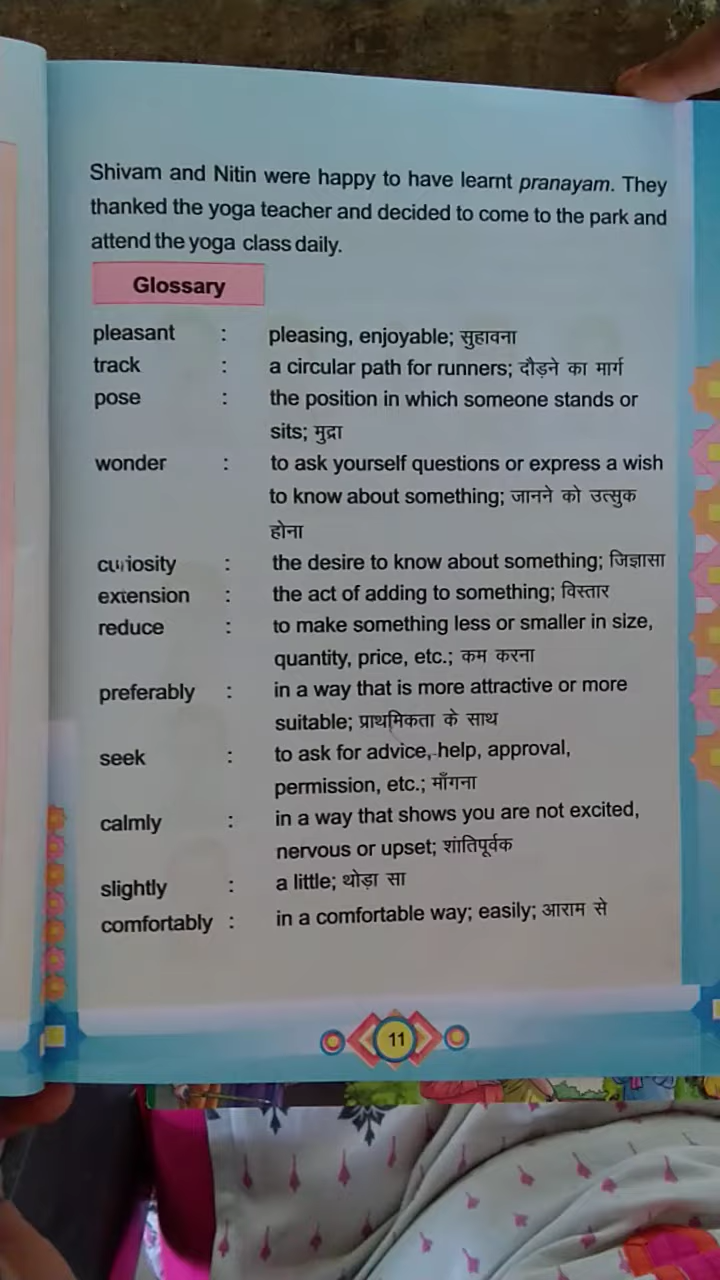 Shivam and Nitin were happy to have learnt pranayam. They
thanked the yoga teacher and decided to come to the park and
attend the yoga class daily.
Glossary
pleasant : pleasing, enjoyable; सुहावना
track : a circular path for runners; दौड़ने का मार्ग
pose : the position in which someone stands or
sits; मुद्रा
wonder : to ask yourself questions or express a wish
to know about something; जानने को उत्सुक
होना
curiosity : the desire to know about something; जिज्ञासा
extension : the act of adding to something; विस्तार
reduce : to make something less or smaller in size,
quantity, price, etc.; कम करना
preferably : in a way that is more attractive or more
suitable; प्राथमिकता के साथ
seek : to ask for advice, help, approval,
permission, etc.; माँगना
calmly : in a way that shows you are not excited,
nervous or upset; शांतिपूर्वक
slightly : a little; थोड़ा सा
comfortably : in a comfortable way; easily; आराम से
11